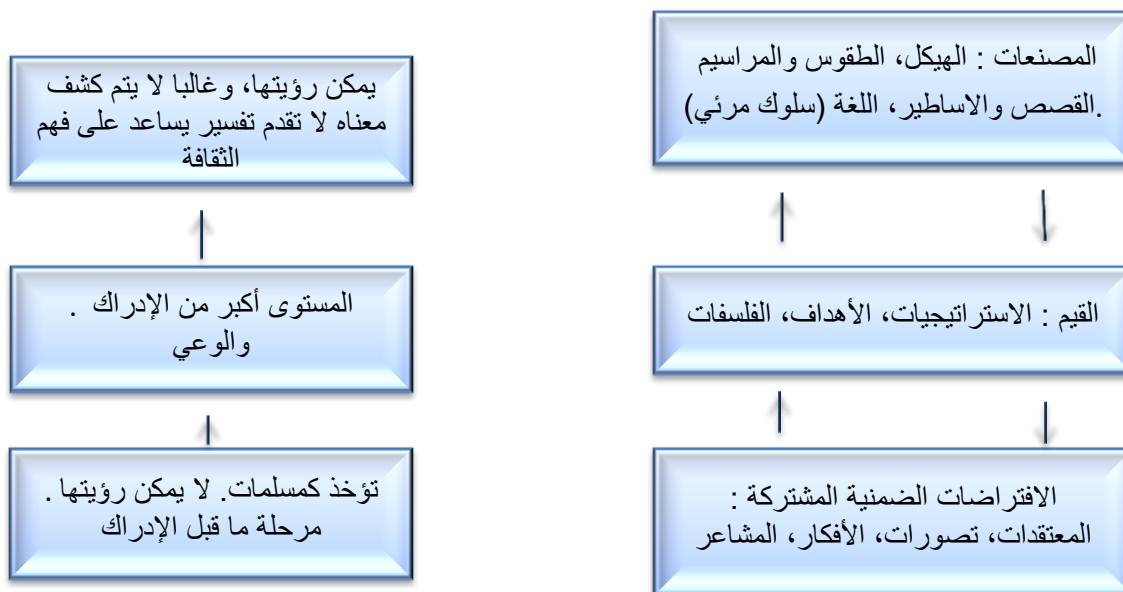 المصنعات : الهيكل، الطقوس والمراسيم
.القصص والاساطير، اللغة (سلوك مرئي)
يمكن رؤيتها، وغالبا لا يتم كشف
معناه لا تقدم تفسير يساعد على فهم
الثقافة
القيم : الاستراتيجيات، الأهداف، الفلسفات
المستوى أكبر من الإدراك .
والوعي
الافتراضات الضمنية المشتركة :
المعتقدات، تصورات، الأفكار، المشاعر
تؤخذ كمسلمات. لا يمكن رؤيتها .
مرحلة ما قبل الإدراك